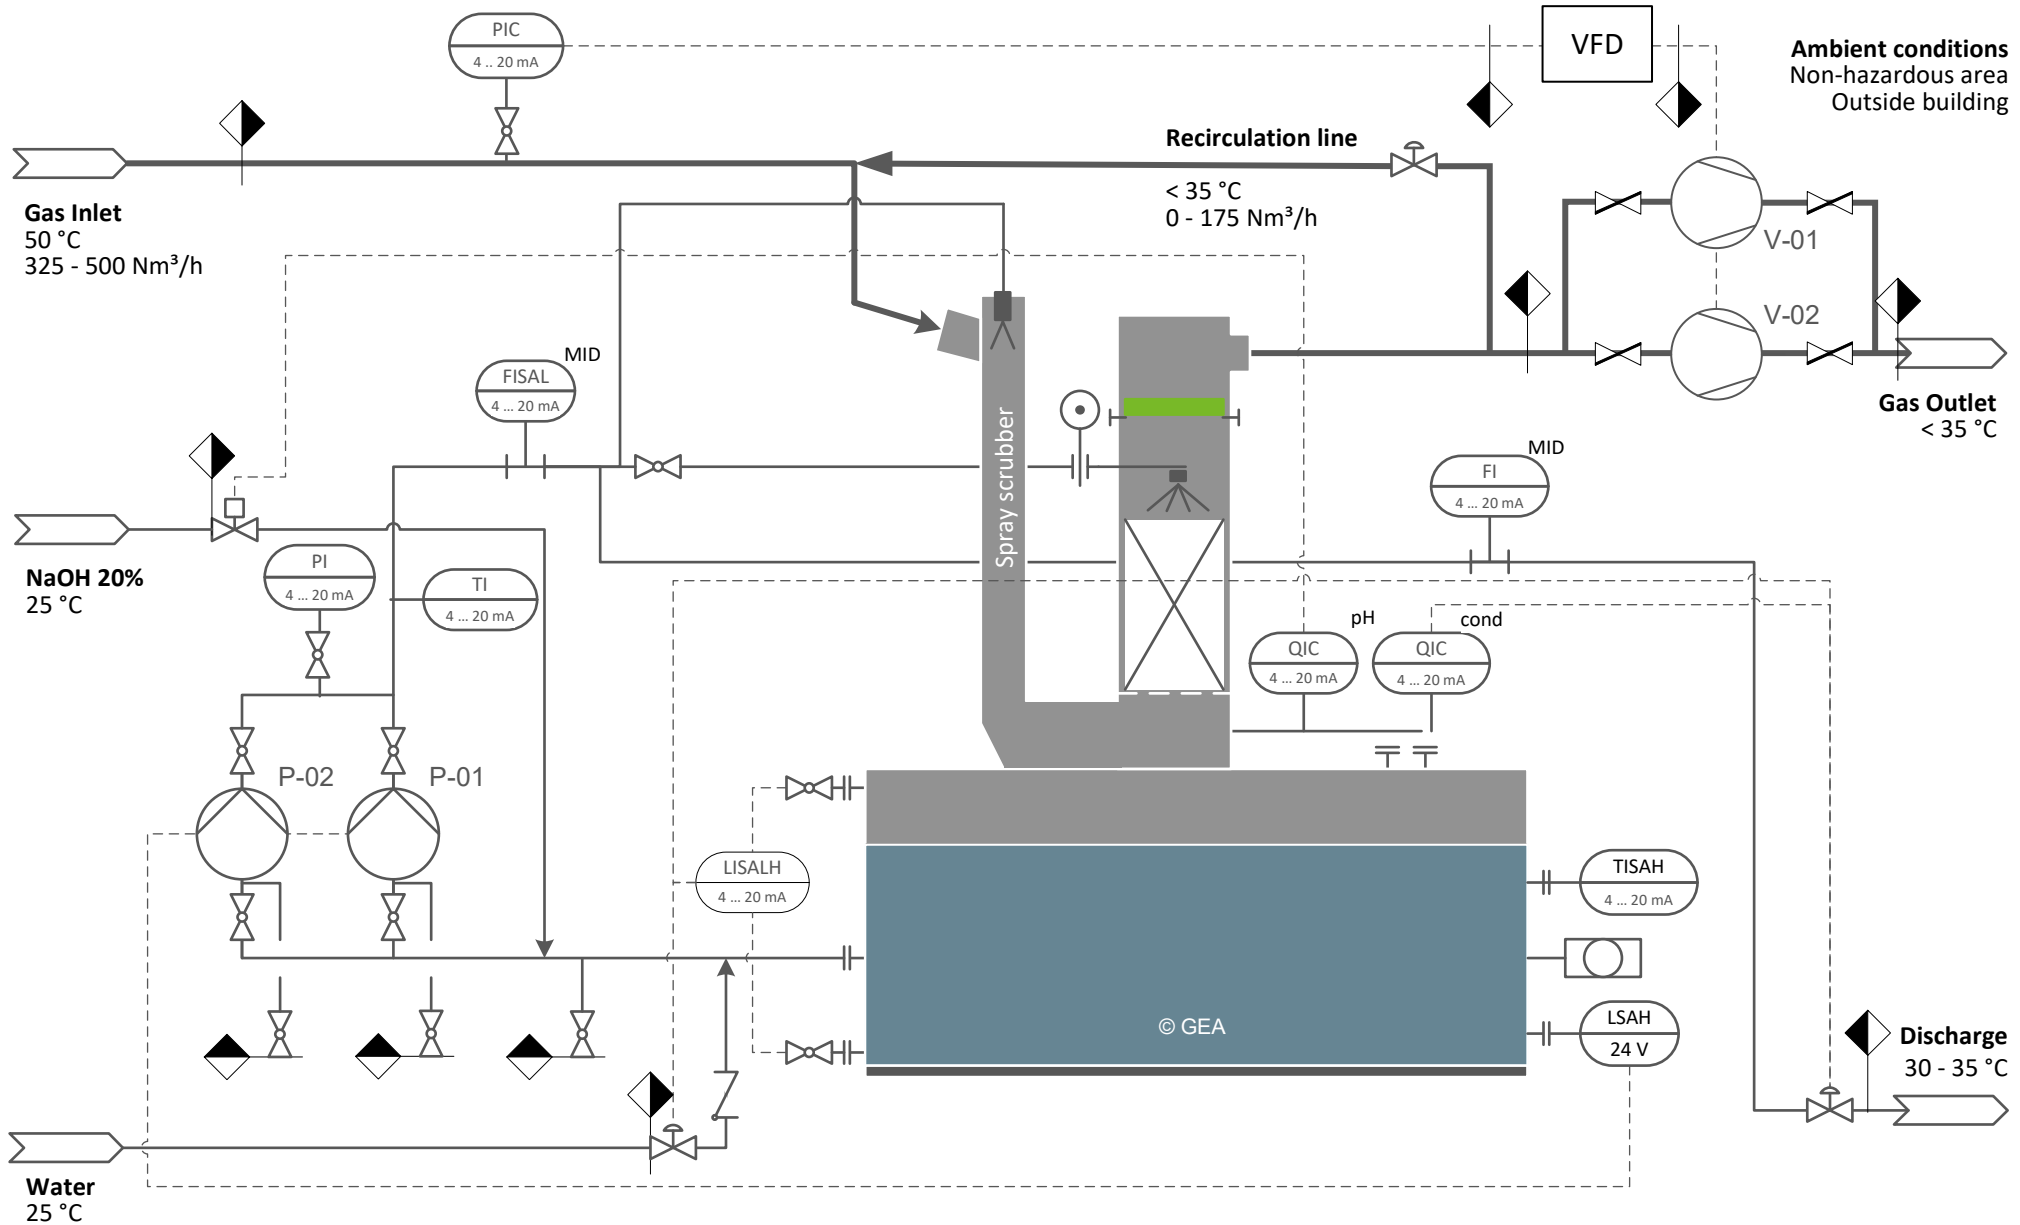 PIC
4 .. 20 mA
VFD
Ambient conditions
Non-hazardous area
Outside building
Recirculation line
< 35 °C
0 - 175 Nm³/h
Gas Inlet
50 °C
325 - 500 Nm³/h
V-01
V-02
Gas Outlet
< 35 °C
MID
FISAL
4 ... 20 mA
Spray scrubber
MID
FI
4 ... 20 mA
NaOH 20%
25 °C
PI
4 ... 20 mA
TI
4 ... 20 mA
pH
QIC
4 ... 20 mA
cond
QIC
4 ... 20 mA
P-02
P-01
LISALH
4 ... 20 mA
TISAH
4 ... 20 mA
© GEA
LSAH
24 V
Discharge
30 - 35 °C
Water
25 °C